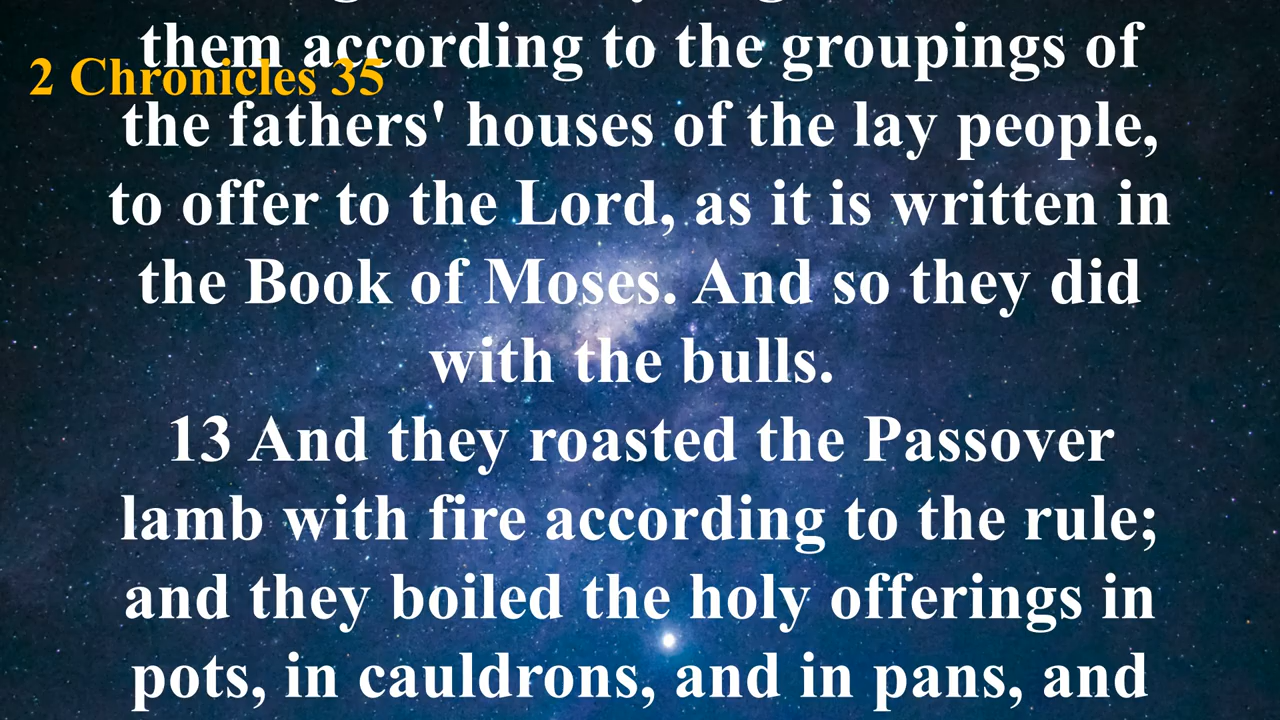 them according to the groupings of
2 Chronicles 35
the fathers' houses of the lay people,
to offer to the Lord, as it is written in
the Book of Moses. And so they did
with the bulls.
13 And they roasted the Passover
lamb with fire according to the rule;
and they boiled the holy offerings in
pots, in cauldrons, and in pans, and